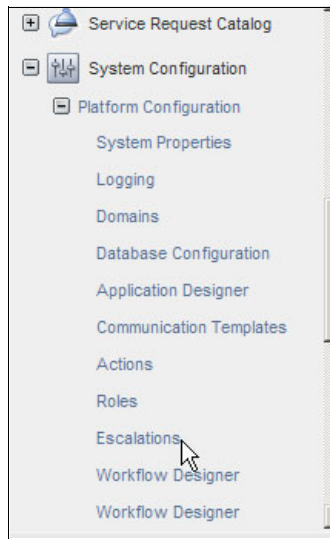 Service Request Catalog
System Configuration
Platform Configuration
System Properties
Logging
Domains
Database Configuration
Application Designer
Communication Templates
Actions
Roles
Escalations
Workflow Designer
Workflow Designer